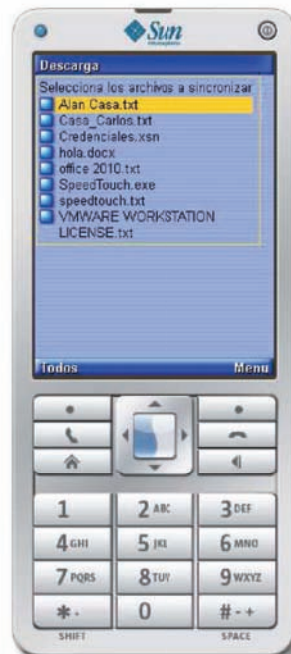 Sun
Descarga
Selecciona los archivos a sincronizar
Alan Casa.txt
Casa_Carlos.txt
Credenciales.xsn
hola.docx
office 2010.txt
SpeedTouch.exe
speedtouch.txt
VMWARE WORKSTATION
LICENSE.txt
Todos Menu
1 2 ABC 3 DEF
4 GHI 5 JKL 6 MNO
7 PQRS 8 TUV 9 WXYZ
* . 0 # - +
SHIFT SPACE